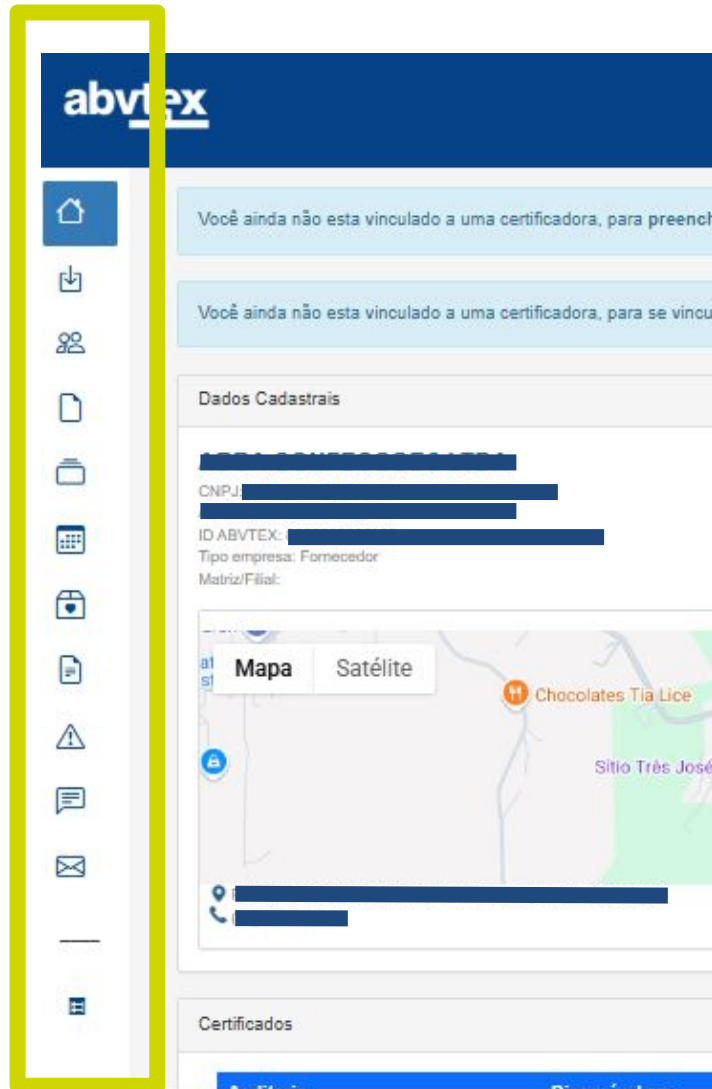 abvtex
Você ainda não esta vinculado a uma certificadora, para preench
Você ainda não esta vinculado a uma certificadora, para se vincu
Dados Cadastrais
CNPJ:
ID ABVTEX:
Tipo empresa: Fornecedor
Matriz/Filial:
Mapa Satélite
Chocolates Tia Lice
Sítio Três José
Certificados